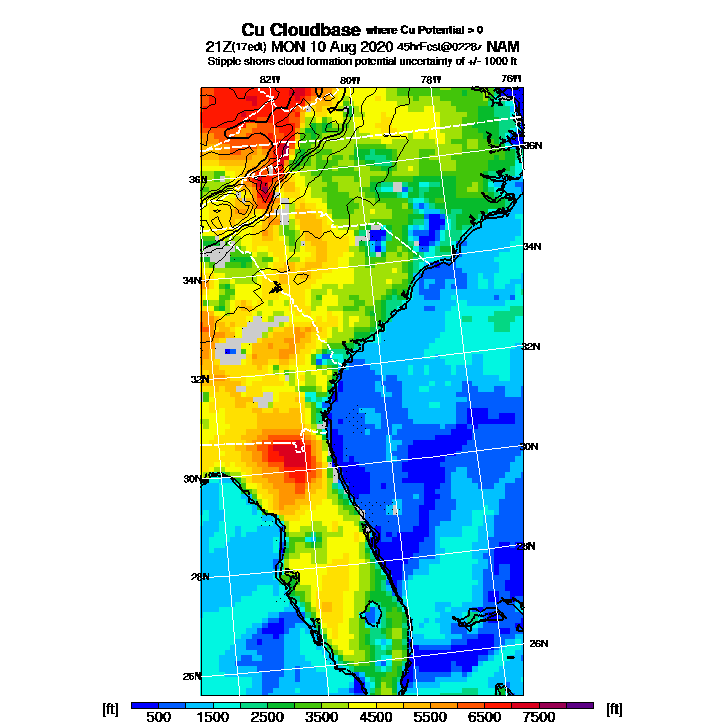 Cu Cloudbase where Cu Potential > 0
21Z(17edt) MON 10 Aug 2020 45hrFcst@0228z NAM
Stipple shows cloud formation potential uncertainty of +/- 1000 ft
82W 80W 78W 76W
36N
36N
34N
34N
32N
32N
30N
30N
28N
28N
26N
26N
[ft] 500 1500 2500 3500 4500 5500 6500 7500 [ft]